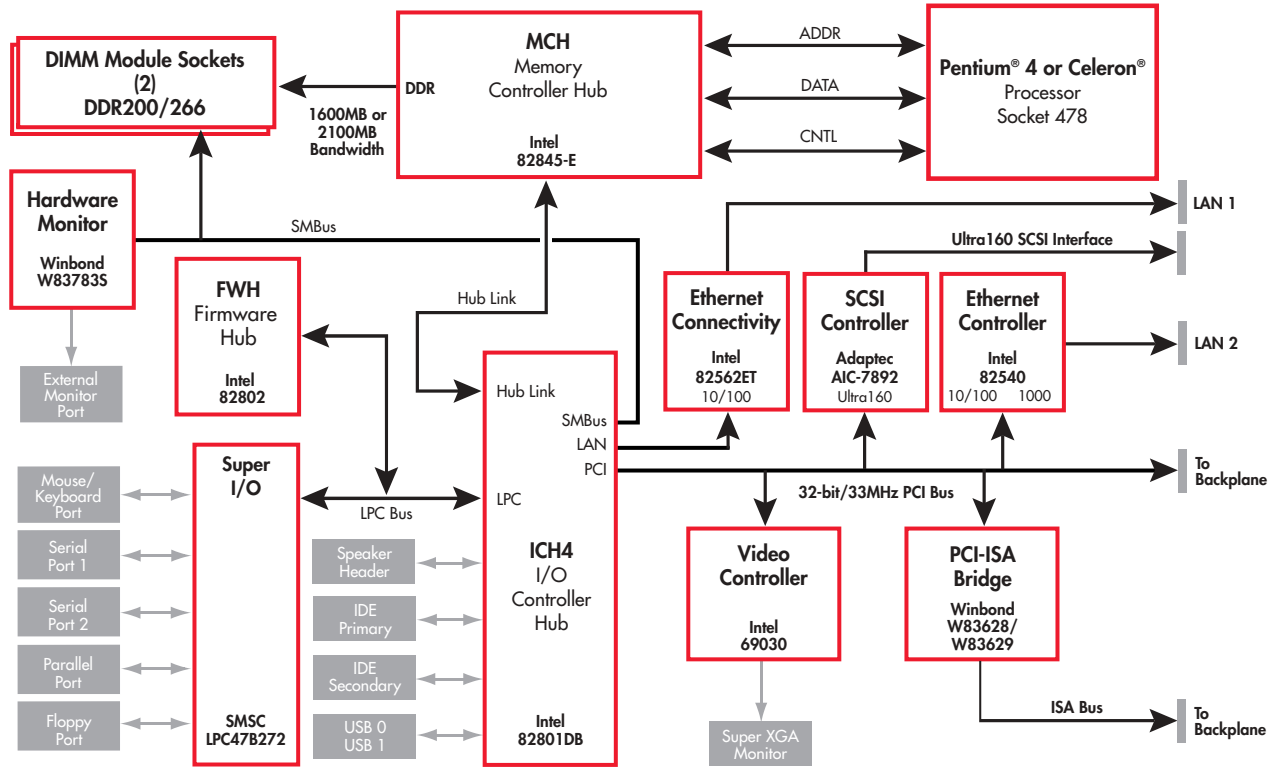 DIMM Module Sockets
(2)
DDR200/266
DDR
1600MB or
2100MB
Bandwidth
MCH
Memory
Controller Hub
Intel
82845-E
ADDR
DATA
CNTL
Pentium® 4 or Celeron®
Processor
Socket 478
Hardware
Monitor
Winbond
W83783S
SMBus
External
Monitor
Port
FWH
Firmware
Hub
Intel
82802
Hub Link
LAN 1
Ultra160 SCSI Interface
Ethernet
Connectivity
Intel
82562ET
10/100
SCSI
Controller
Adaptec
AIC-7892
Ultra160
Ethernet
Controller
Intel
82540
10/100 1000
LAN 2
Hub Link
SMBus
LAN
PCI
LPC
ICH4
I/O
Controller
Hub
Intel
82801DB
32-bit/33MHz PCI Bus
To
Backplane
Super
I/O
SMSC
LPC47B272
LPC Bus
Mouse/
Keyboard
Port
Serial
Port 1
Serial
Port 2
Parallel
Port
Floppy
Port
Speaker
Header
IDE
Primary
IDE
Secondary
USB 0
USB 1
Video
Controller
Intel
69030
Super XGA
Monitor
PCI-ISA
Bridge
Winbond
W83628/
W83629
ISA Bus
To
Backplane